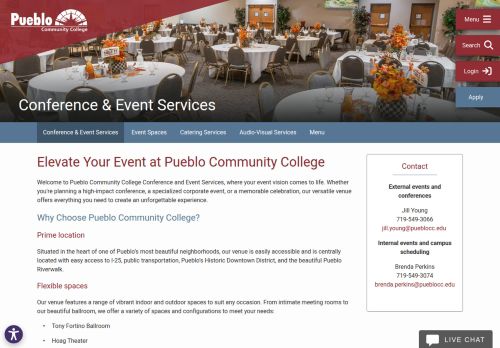 Pueblo
Community College
Menu
Search
Login
Apply
Conference & Event Services
Conference & Event Services
Event Spaces
Catering Services
Audio-Visual Services
Menu
Elevate Your Event at Pueblo Community College
Welcome to Pueblo Community College Conference and Event Services, where your event vision comes to life. Whether
you're planning a high-impact conference, a specialized corporate event, or a memorable celebration, our versatile venue
offers everything you need to create an unforgettable experience.
Why Choose Pueblo Community College?
Prime location
Situated in the heart of one of Pueblo's most beautiful neighborhoods, our venue is easily accessible and is centrally
located with easy access to I-25, public transportation, Pueblo's Historic Downtown District, and the beautiful Pueblo
Riverwalk.
Flexible spaces
Our venue features a range of vibrant indoor and outdoor spaces to suit any occasion. From intimate meeting rooms to
our beautiful ballroom, we offer a variety of spaces and configurations to meet your needs:
Tony Fortino Ballroom
Hoag Theater
Contact
External events and
conferences
Jill Young
719-549-3066
jill.young@pueblocc.edu
Internal events and campus
scheduling
Brenda Perkins
719-549-3074
brenda.perkins@pueblocc.edu
LIVE CHAT